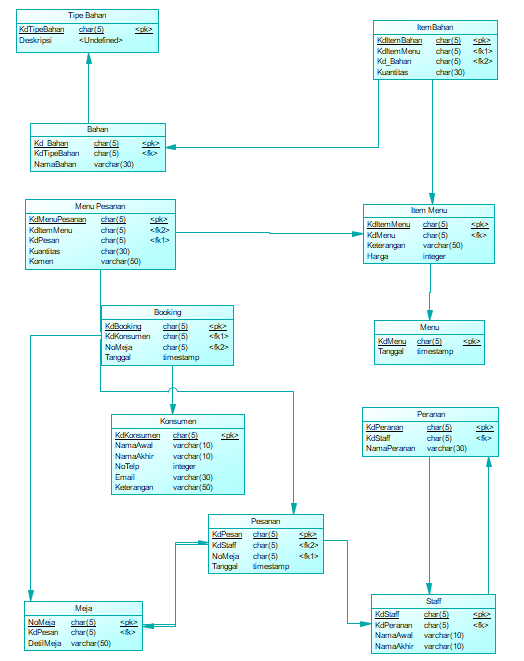 Tipe Bahan
KdTipeBahan char(5) <pk>
Deskripsi <Undefined>
ItemBahan
KdItemBahan char(5) <pk>
KdItemMenu char(5) <fk1>
Kd_Bahan char(5) <fk2>
Kuantitas char(30)
Bahan
Kd_Bahan char(5) <pk>
KdTipeBahan char(5) <fk>
NamaBahan varchar(30)
Menu Pesanan
KdMenuPesanan char(5) <pk>
KdItemMenu char(5) <fk2>
KdPesan char(5) <fk1>
Kuantitas char(30)
Komen varchar(50)
Item Menu
KdItemMenu char(5) <pk>
KdMenu char(5) <fk>
Keterangan varchar(50)
Harga integer
Booking
KdBooking char(5) <pk>
KdKonsumen char(5) <fk1>
NoMeja char(5) <fk2>
Tanggal timestamp
Menu
KdMenu char(5) <pk>
Tanggal timestamp
Konsumen
KdKonsumen char(5) <pk>
NamaAwal varchar(10)
NamaAkhir varchar(10)
NoTelp integer
Email varchar(30)
Keterangan varchar(50)
Peranan
KdPeranan char(5) <pk>
KdStaff char(5) <fk>
NamaPeranan varchar(30)
Pesanan
KdPesan char(5) <pk>
KdStaff char(5) <fk2>
NoMeja char(5) <fk1>
Tanggal timestamp
Meja
NoMeja char(5) <pk>
KdPesan char(5) <fk>
DetilMeja varchar(50)
Staff
KdStaff char(5) <pk>
KdPeranan char(5) <fk>
NamaAwal varchar(10)
NamaAkhir varchar(10)